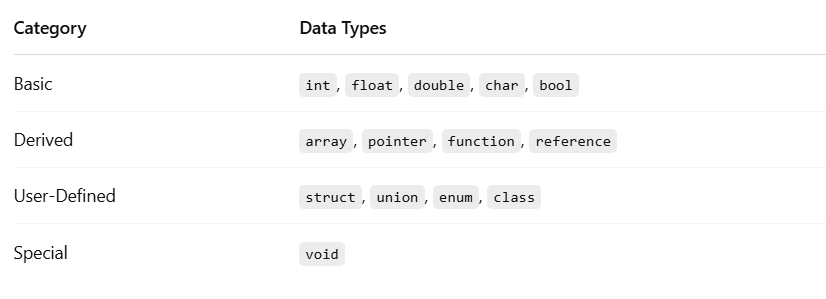 Category Data Types
Basic int, float, double, char, bool
Derived array, pointer, function, reference
User-Defined struct, union, enum, class
Special void